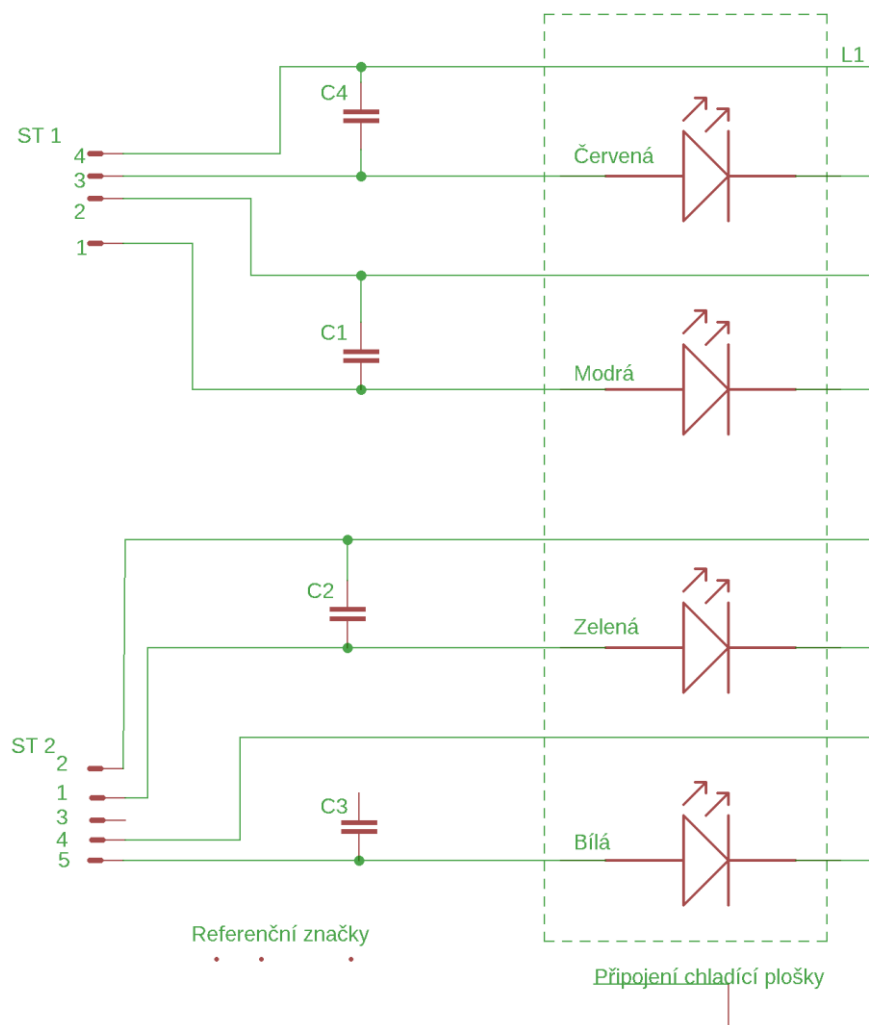 L1
C4
ST 1
4
Červená
3
2
1
C1
Modrá
C2
Zelená
ST 2
2
1
C3
3
4
Bílá
5
Referenční značky
Připojení chladící plošky